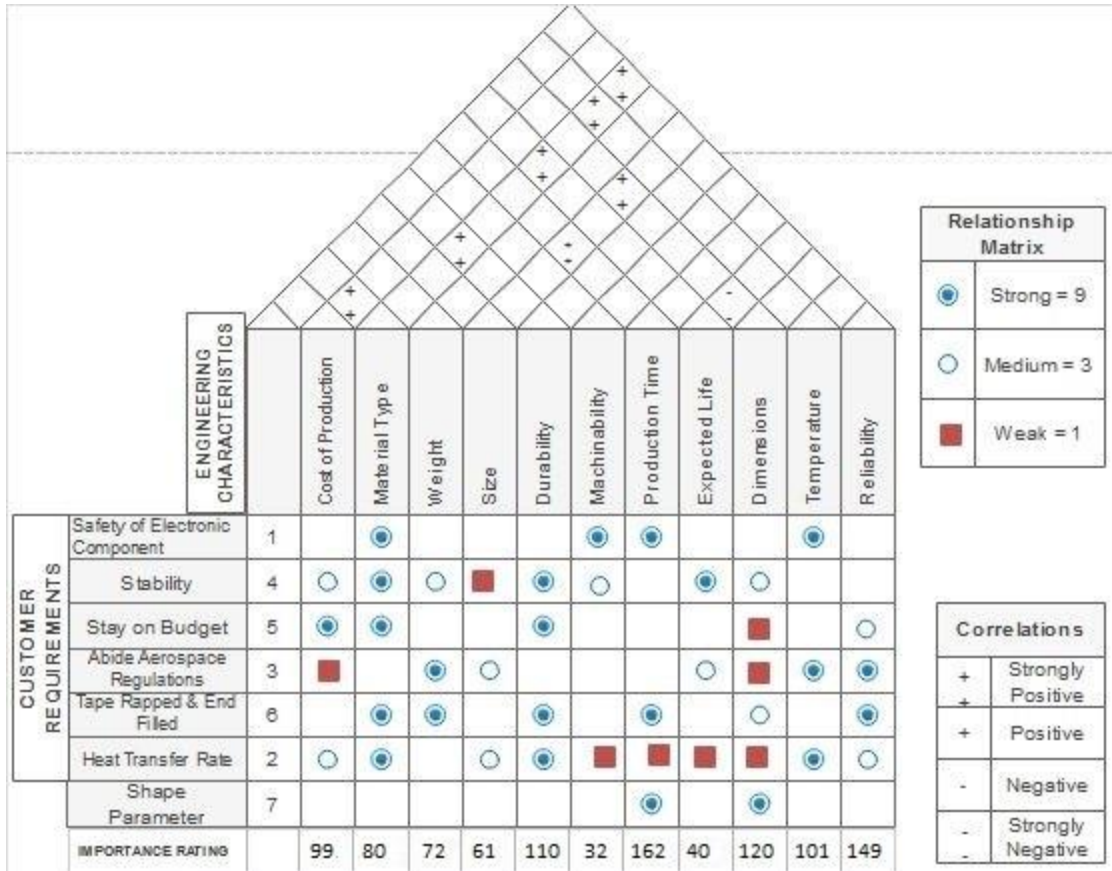 +
+
+
+
+
+
+
+
+
+
-
-
+
+
+
+
-
-
ENGINEERING
CHARACTERISTICS
Cost of Production
Material Type
Weight
Size
Durability
Machinability
Production Time
Expected Life
Dimensions
Temperature
Reliability
Relationship
Matrix
Strong = 9
Medium = 3
Weak = 1
CUSTOMER
REQUIREMENTS
Safety of Electronic
Component
1
Stability
4
Stay on Budget
5
Abide Aerospace
Regulations
3
Tape Rapped & End
Filled
6
Heat Transfer Rate
2
Shape
Parameter
7
IMPORTANCE RATING
99 80 72 61 110 32 162 40 120 101 149
Correlations
+
+
Strongly
Positive
+ Positive
- Negative
-
-
Strongly
Negative